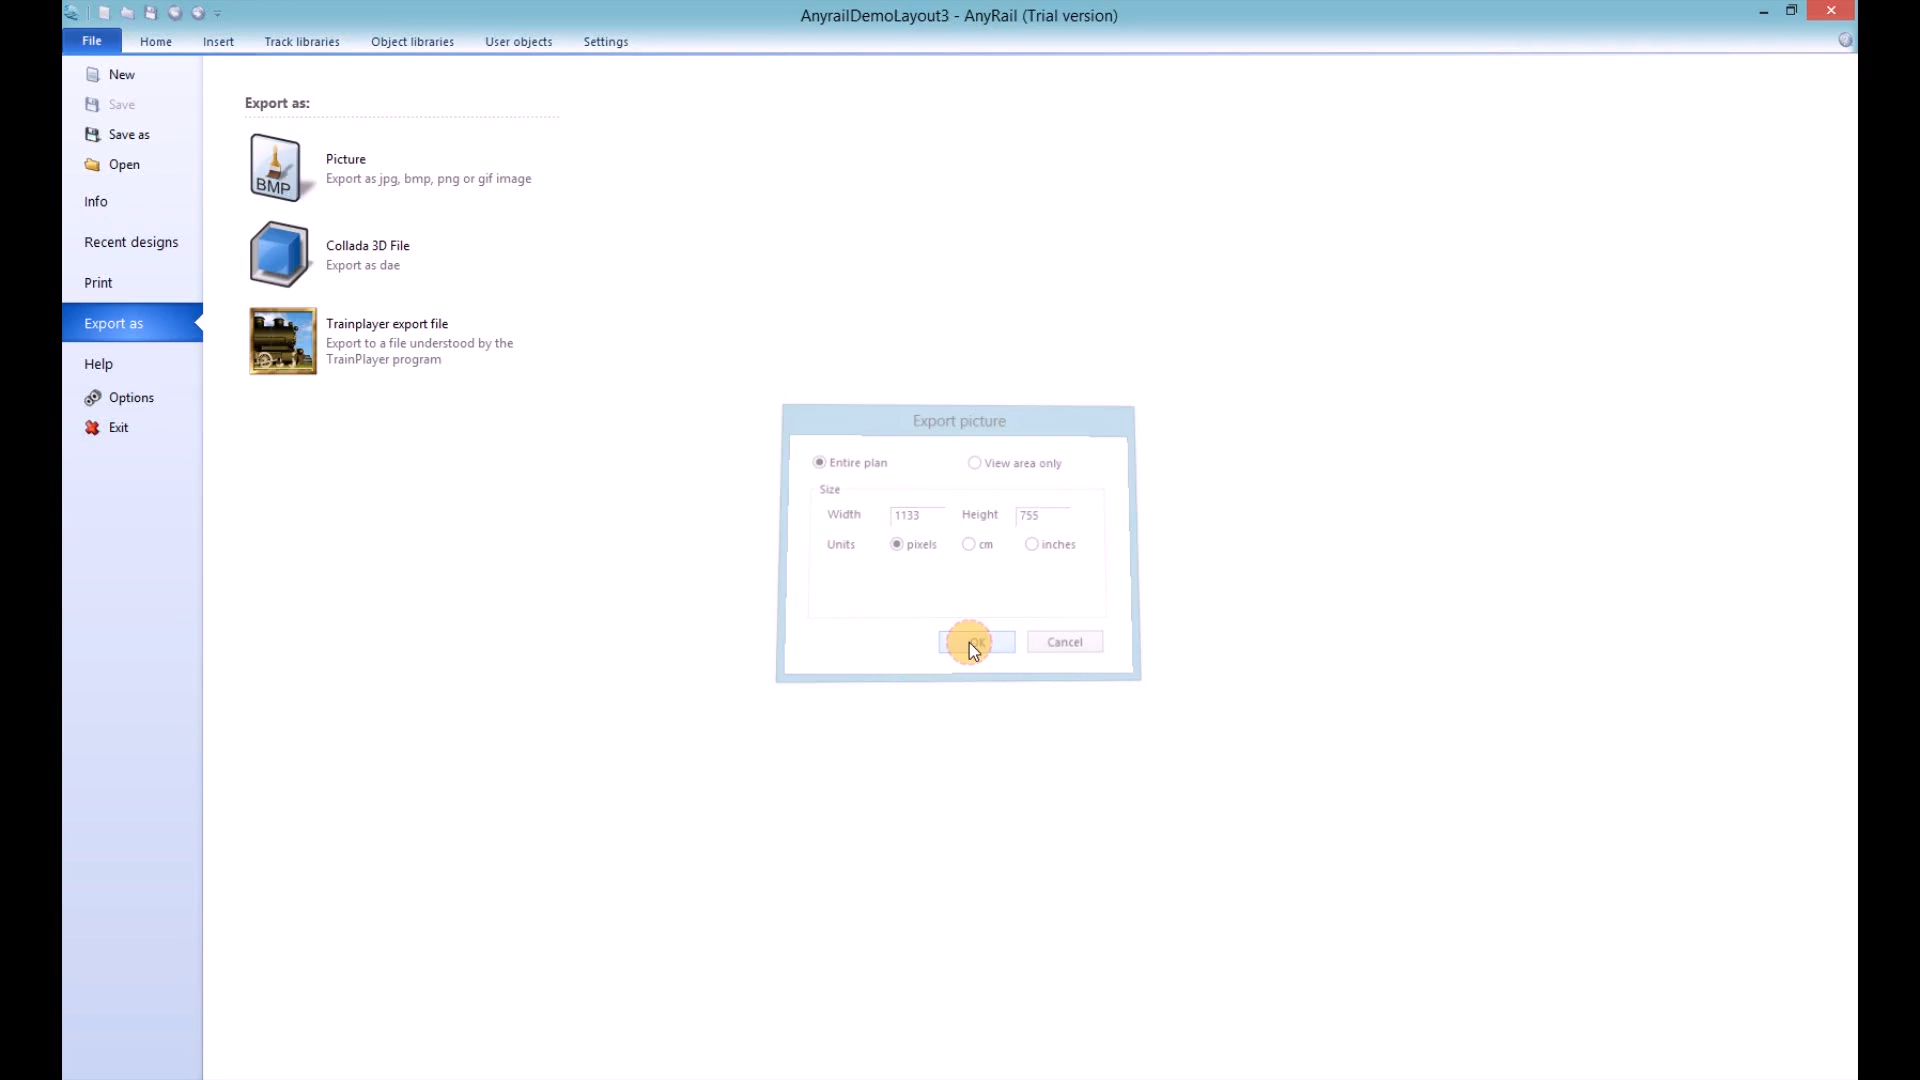 AnyrailDemoLayout3 - AnyRail (Trial version)
File Home Insert Track libraries Object libraries User objects Settings
New
Save
Save as
Open
Info
Recent designs
Print
Export as
Help
Options
Exit
Export as:
BMP
Picture
Export as jpg, bmp, png or gif image
Collada 3D File
Export as dae
Trainplayer export file
Export to a file understood by the
TrainPlayer program
Export picture
Entire plan View area only
Size
Width 1133 Height 755
Units pixels cm inches
OK Cancel